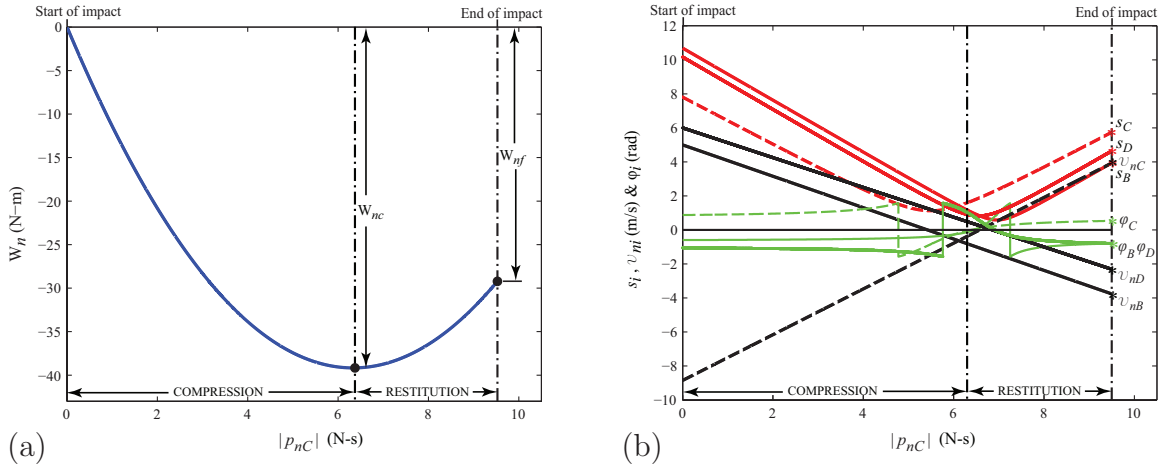 Start of impact
End of impact
0
−5
−10
−15
−20
−25
−30
−35
−40
W_n (N–m)
W_nf
W_nc
COMPRESSION
RESTITUTION
0
2
4
6
8
10
|p_nC| (N-s)
(a)
Start of impact
End of impact
12
10
8
6
4
2
0
−2
−4
−6
−8
−10
s_i , υ_ni (m/s) & φ_i (rad)
s_C
s_D
υ_nC
s_B
φ_C
φ_B φ_D
υ_nD
υ_nB
COMPRESSION
RESTITUTION
0
2
4
6
8
10
|p_nC| (N-s)
(b)